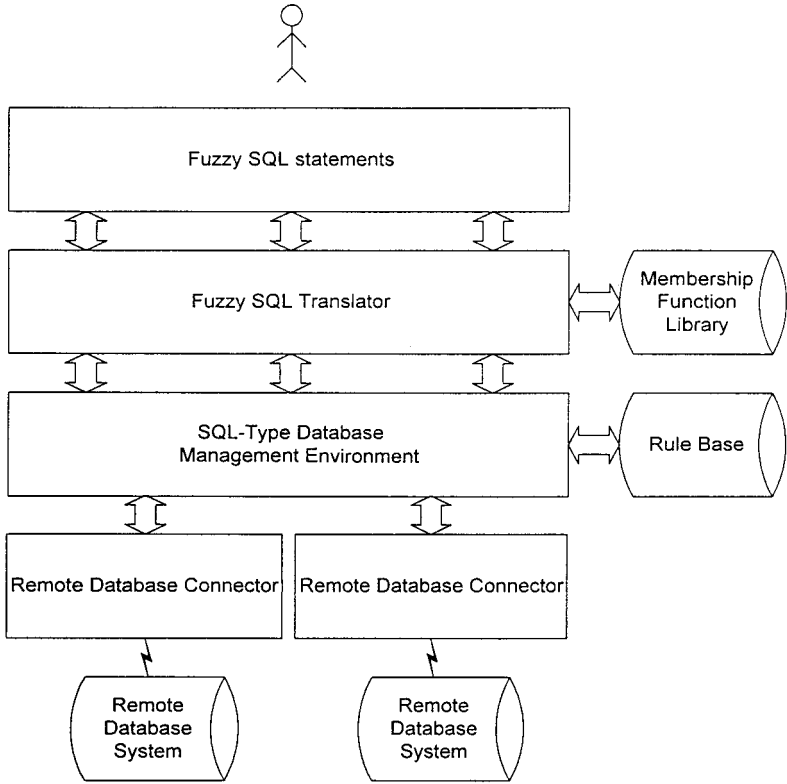 Fuzzy SQL statements
Fuzzy SQL Translator
Membership
Function
Library
SQL-Type Database
Management Environment
Rule Base
Remote Database Connector
Remote Database Connector
Remote
Database
System
Remote
Database
System